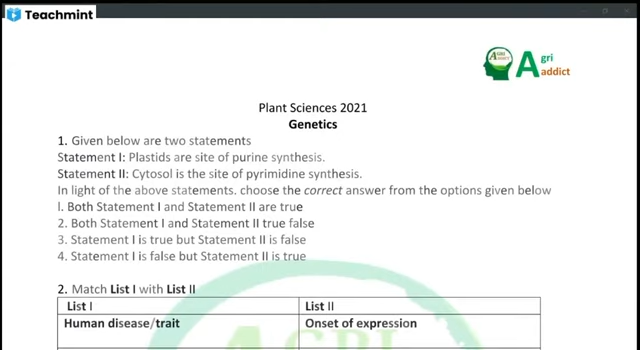 Teachmint
AGRI
ADDICT
Agri
addict
Plant Sciences 2021
Genetics
1. Given below are two statements
Statement I: Plastids are site of purine synthesis.
Statement II: Cytosol is the site of pyrimidine synthesis.
In light of the above statements. choose the correct answer from the options given below
l. Both Statement I and Statement II are true
2. Both Statement I and Statement II true false
3. Statement I is true but Statement II is false
4. Statement I is false but Statement II is true
2. Match List I with List II
List I List II
Human disease/trait Onset of expression
AGRI